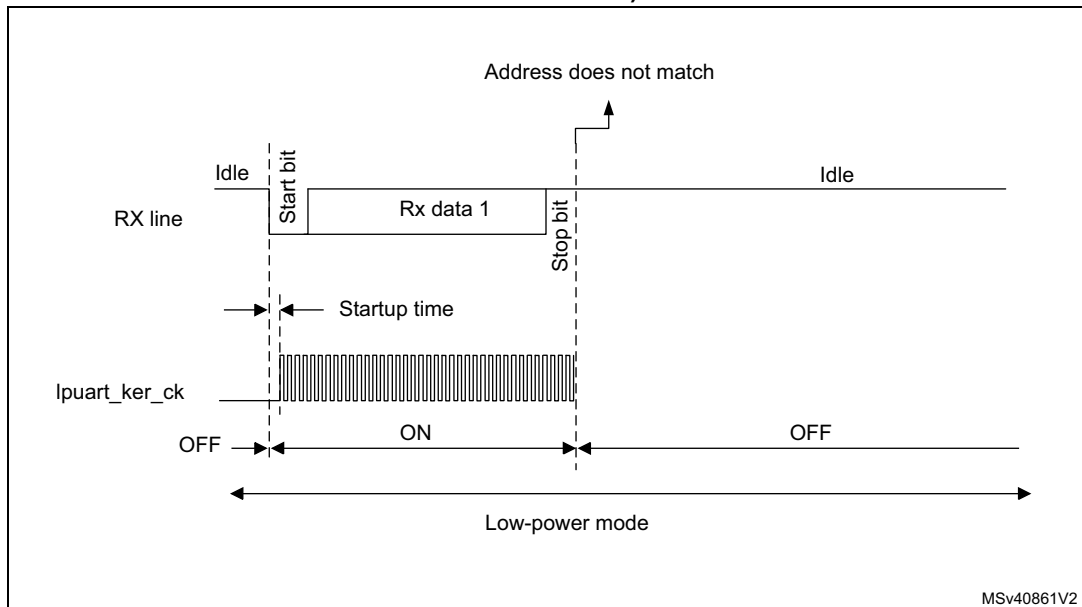 Address does not match
Idle
Start bit
Idle
RX line
Rx data 1
Stop bit
Startup time
lpuart_ker_ck
OFF
ON
OFF
Low-power mode
MSv40861V2